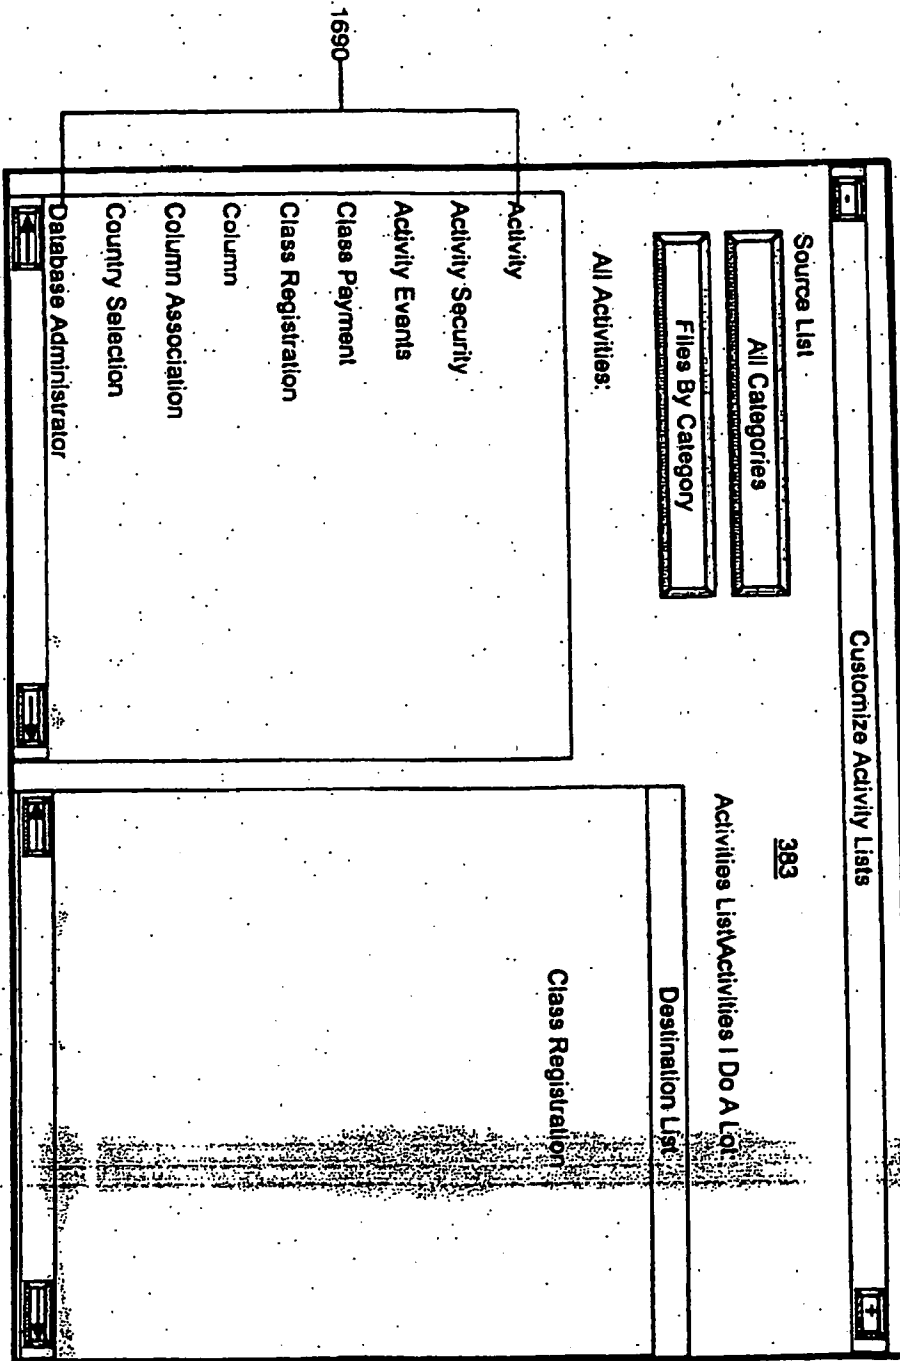 Customize Activity Lists
-
+
Source List
All Categories
Files By Category
383
Activities List\Activities I Do A Lot
All Activities:
Destination List
Activity
Activity Security
Activity Events
Class Payment
Class Registration
Column
Column Association
Country Selection
Database Administrator
Class Registration
1690